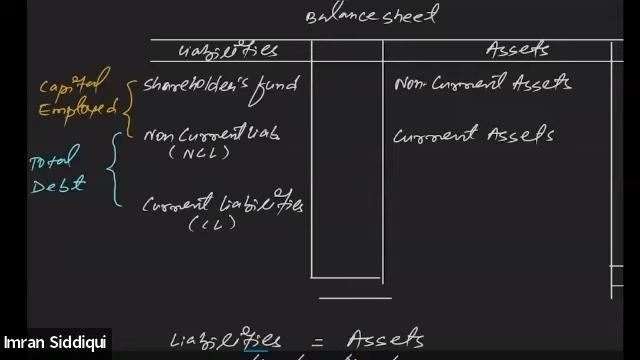 Balance sheet
Liabilities Assets
Capital Employed
Shareholder's fund Non Current Assets
Non Current Liab Current Assets
(NCL)
Total Debt
Current Liabilities
(CL)
Liabilities = Assets
Imran Siddiqui